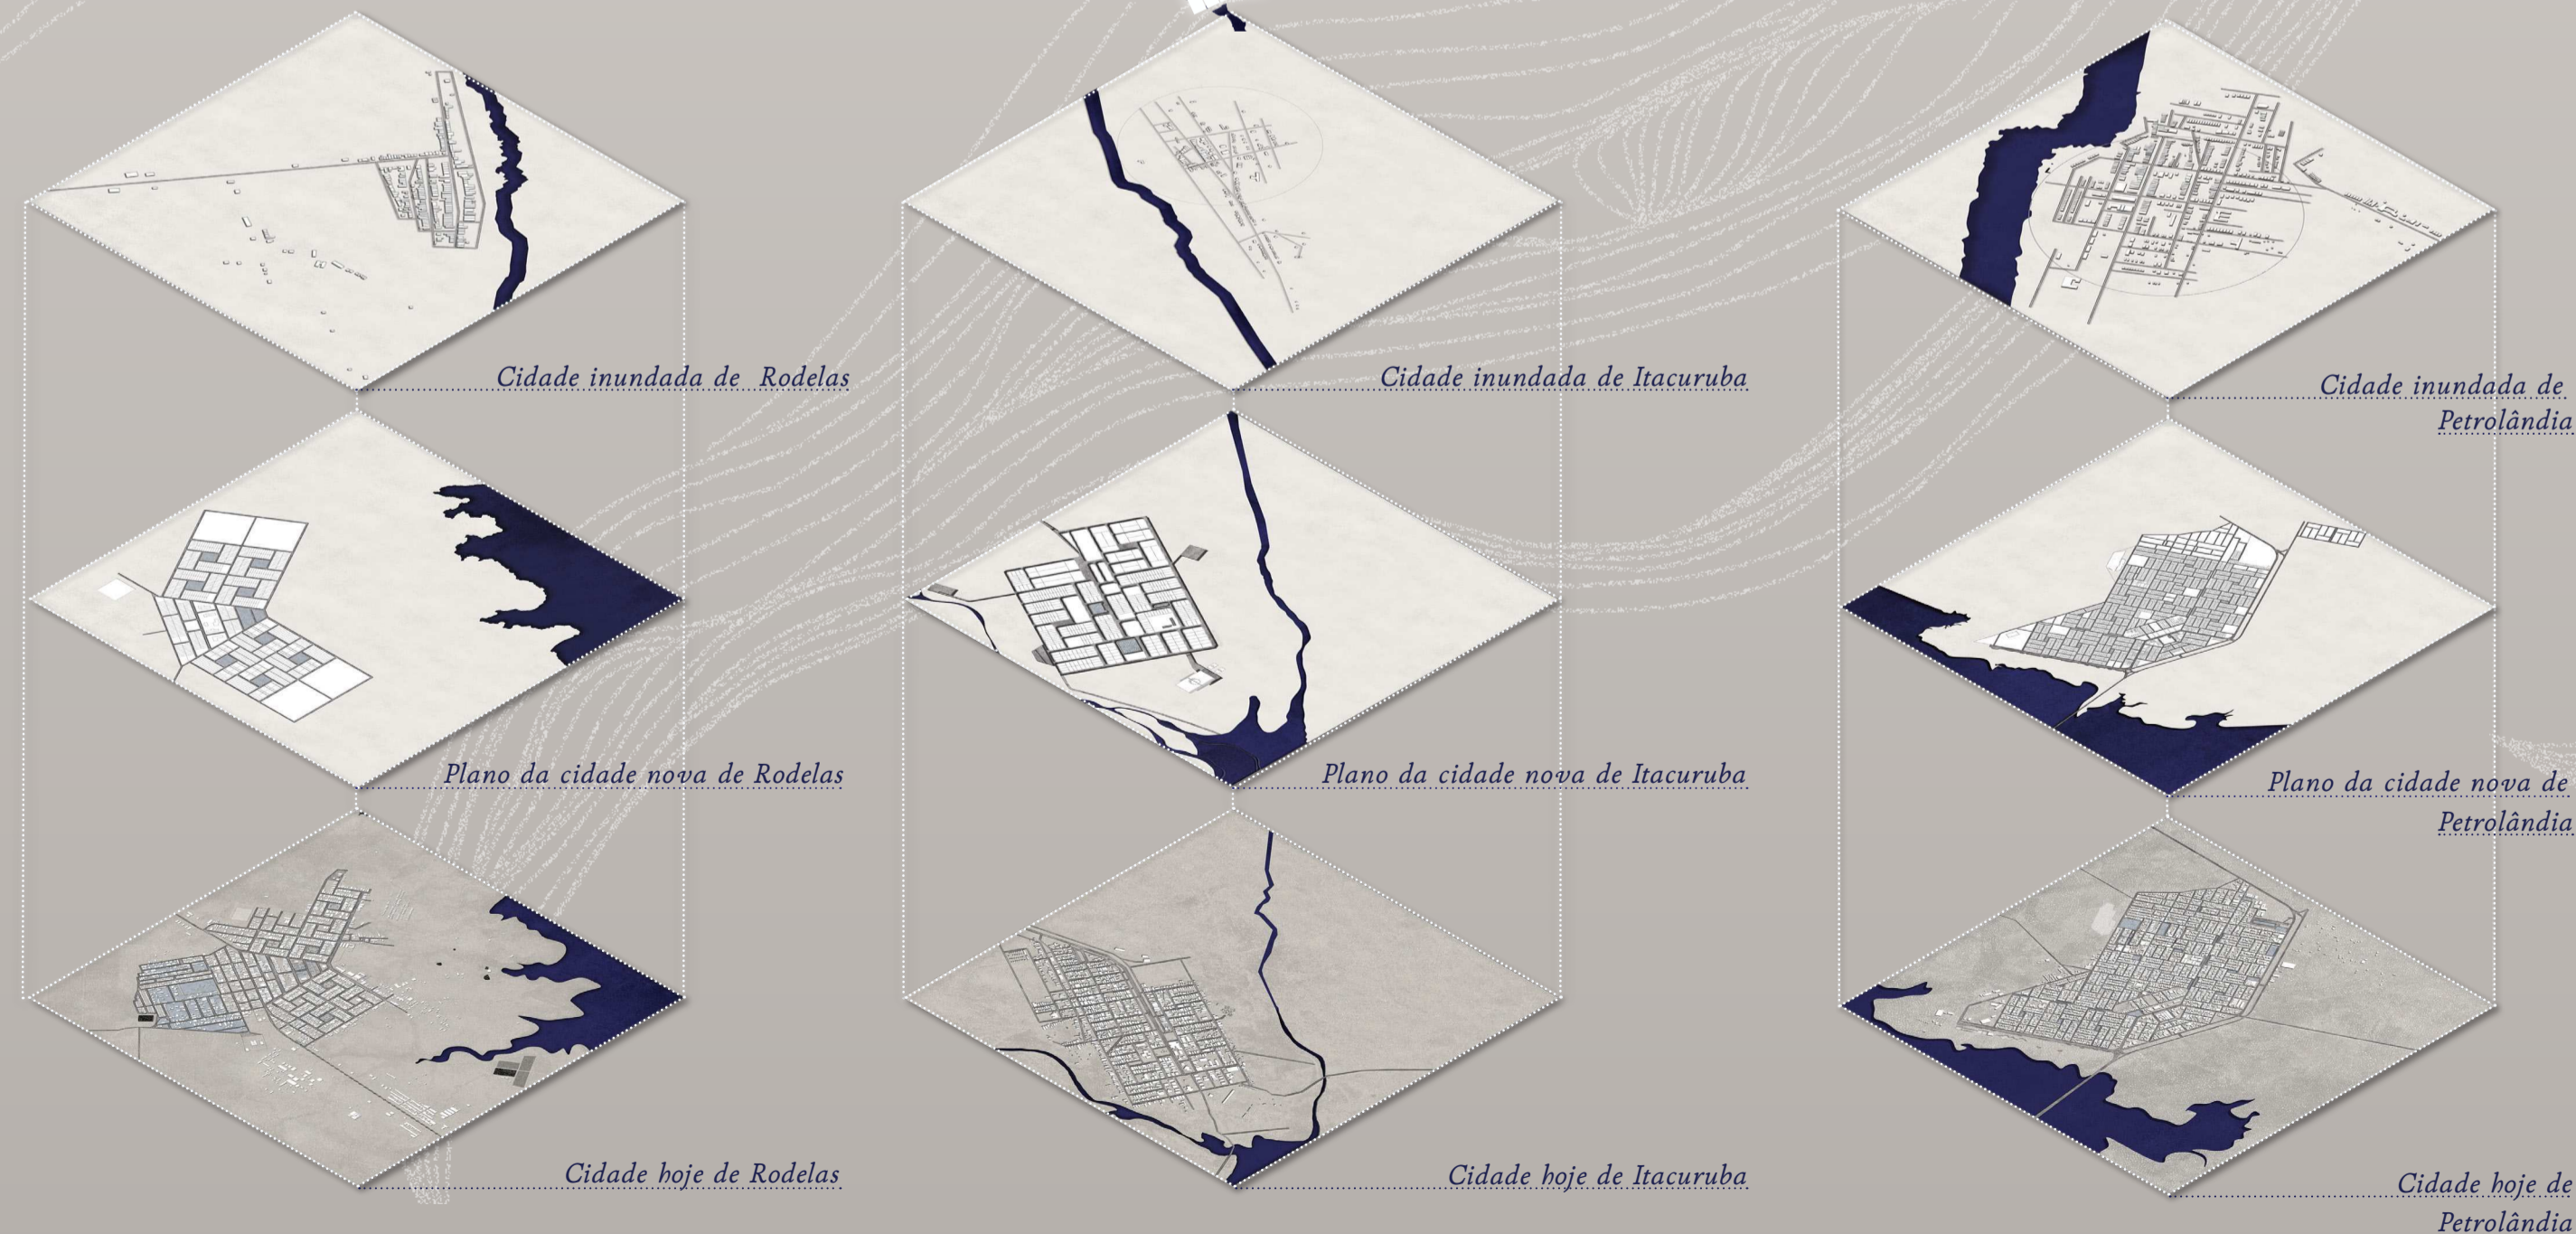 Cidade inundada de Rodelas
Cidade inundada de Itacuruba
Cidade inundada de
Petrolândia
Plano da cidade nova de Rodelas
Plano da cidade nova de Itacuruba
Plano da cidade nova de
Petrolândia
Cidade hoje de Rodelas
Cidade hoje de Itacuruba
Cidade hoje de
Petrolândia